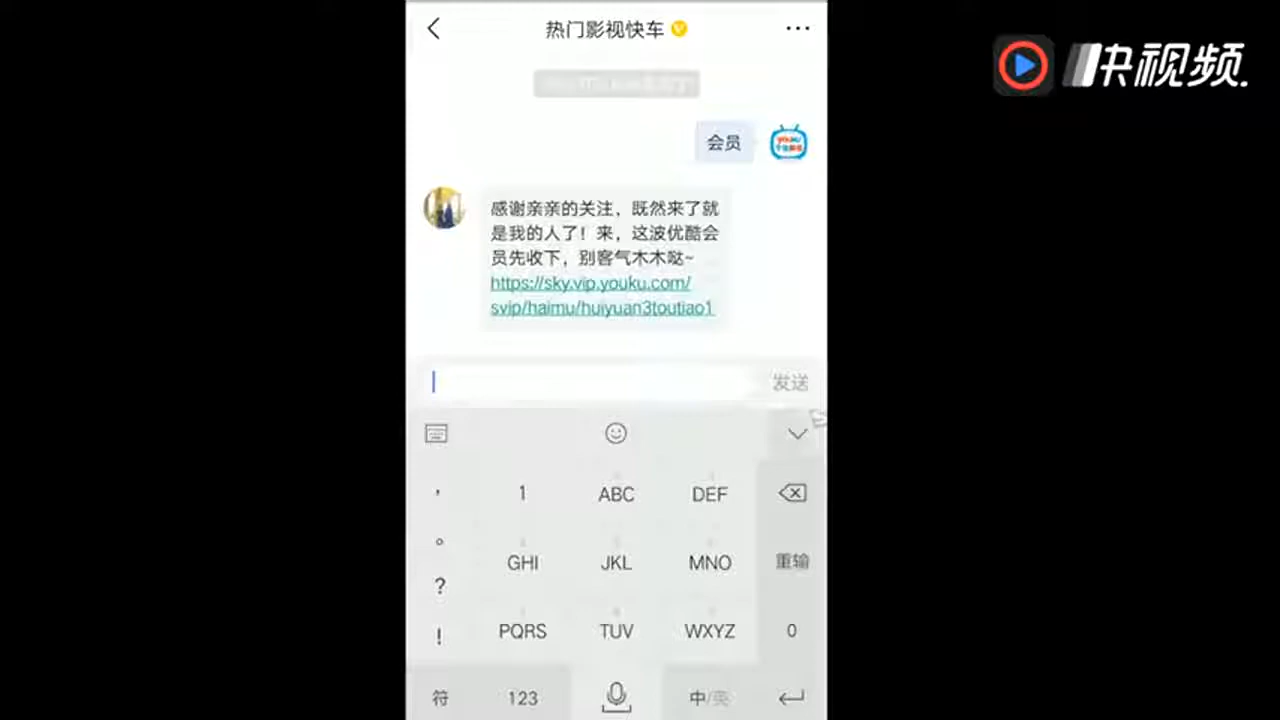 热门影视快车
快视频.
会员
感谢亲亲的关注，既然来了就
是我的人了！来，这波优酷会
员先收下，别客气木木哒~
https://sky.vip.youku.com/
svip/haimu/huiyuan3toutiao1
发送
，
1
ABC
DEF
。
GHI
JKL
MNO
重输
?
!
PQRS
TUV
WXYZ
0
符
123
中/英